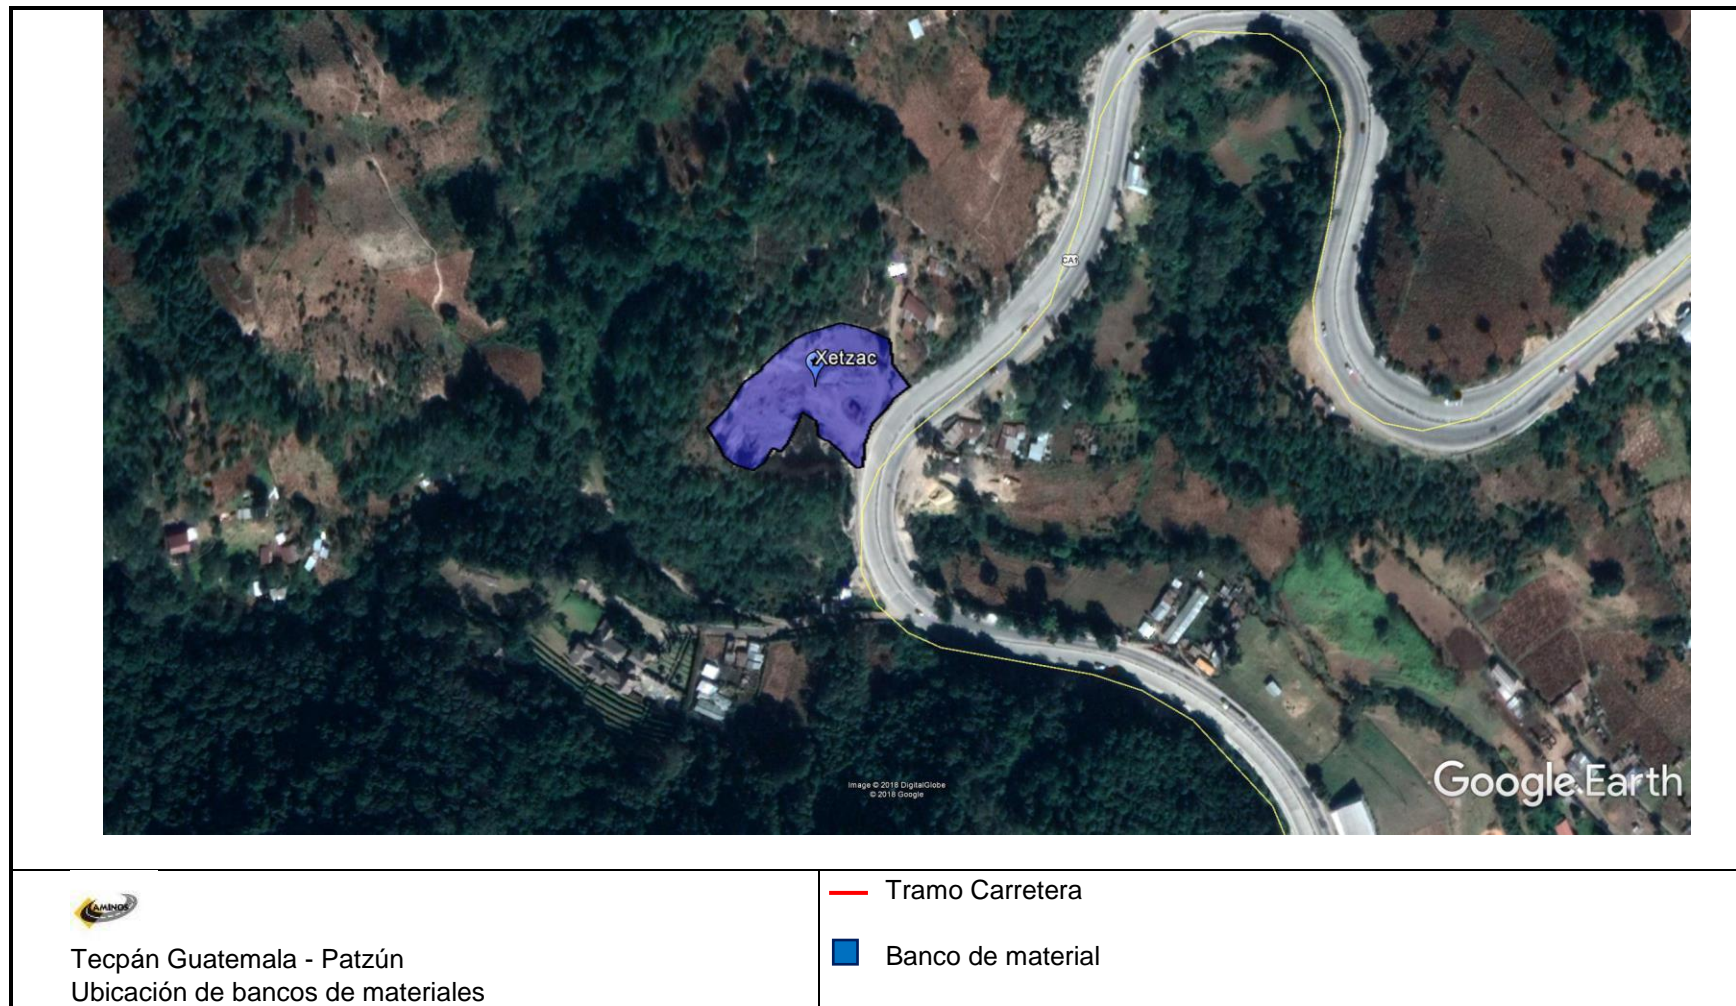 CA1
Xetzac
Image © 2018 DigitalGlobe
© 2018 Google
Google Earth
CAMINOS
Tecpán Guatemala - Patzún
Ubicación de bancos de materiales
Tramo Carretera
Banco de material